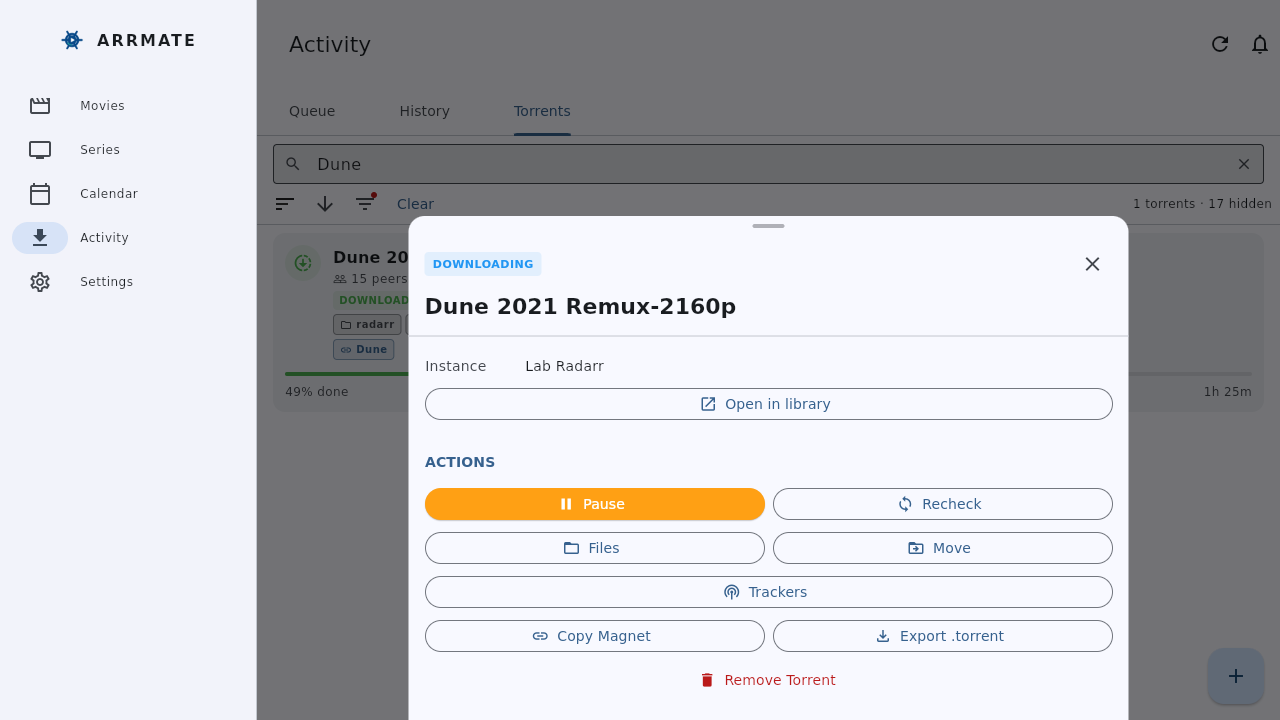 ARRMATE
Movies
Series
Calendar
Activity
Settings
Activity
Queue
History
Torrents
Dune
Clear
1 torrents · 17 hidden
Dune 20
15 peers
DOWNLOAD
radarr
Dune
49% done
1h 25m
DOWNLOADING
Dune 2021 Remux-2160p
Instance
Lab Radarr
Open in library
ACTIONS
Pause
Recheck
Files
Move
Trackers
Copy Magnet
Export .torrent
Remove Torrent